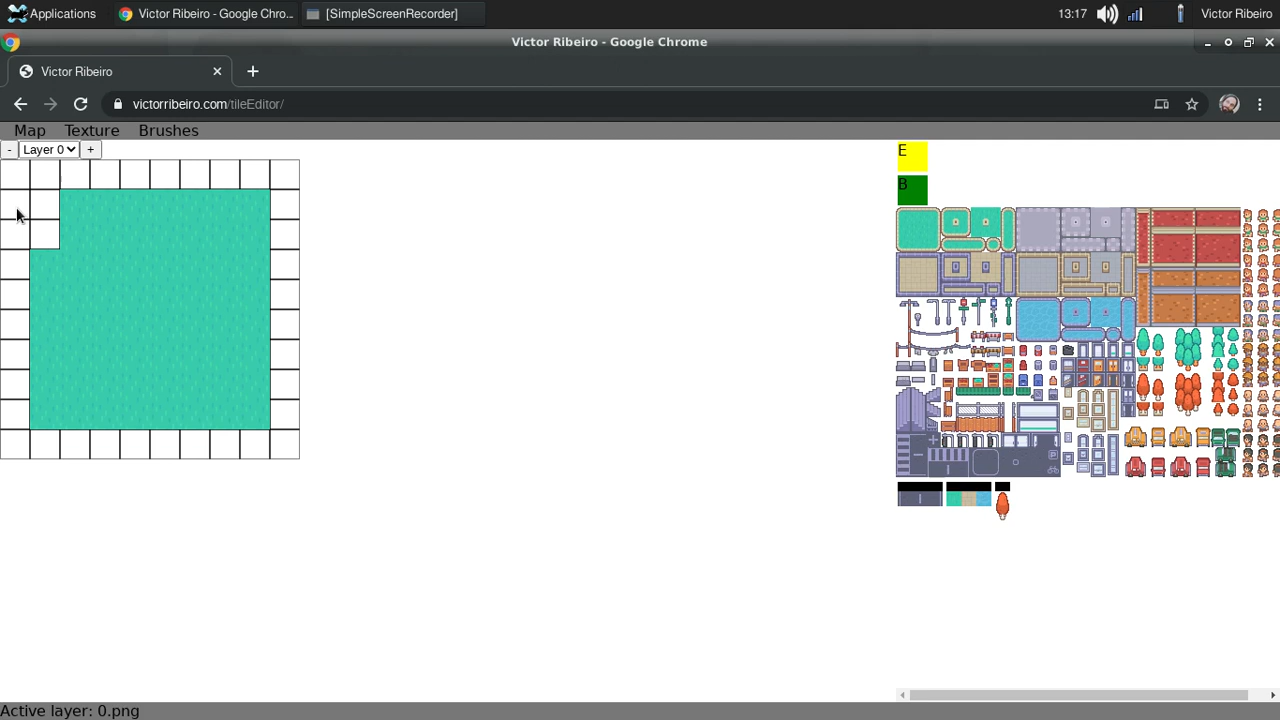 Applications
Victor Ribeiro - Google Chro...
[SimpleScreenRecorder]
13:17
Victor Ribeiro
Victor Ribeiro - Google Chrome
Victor Ribeiro
victorribeiro.com/tileEditor/
Map Texture Brushes
- Layer 0 +
E
B
P
Active layer: 0.png